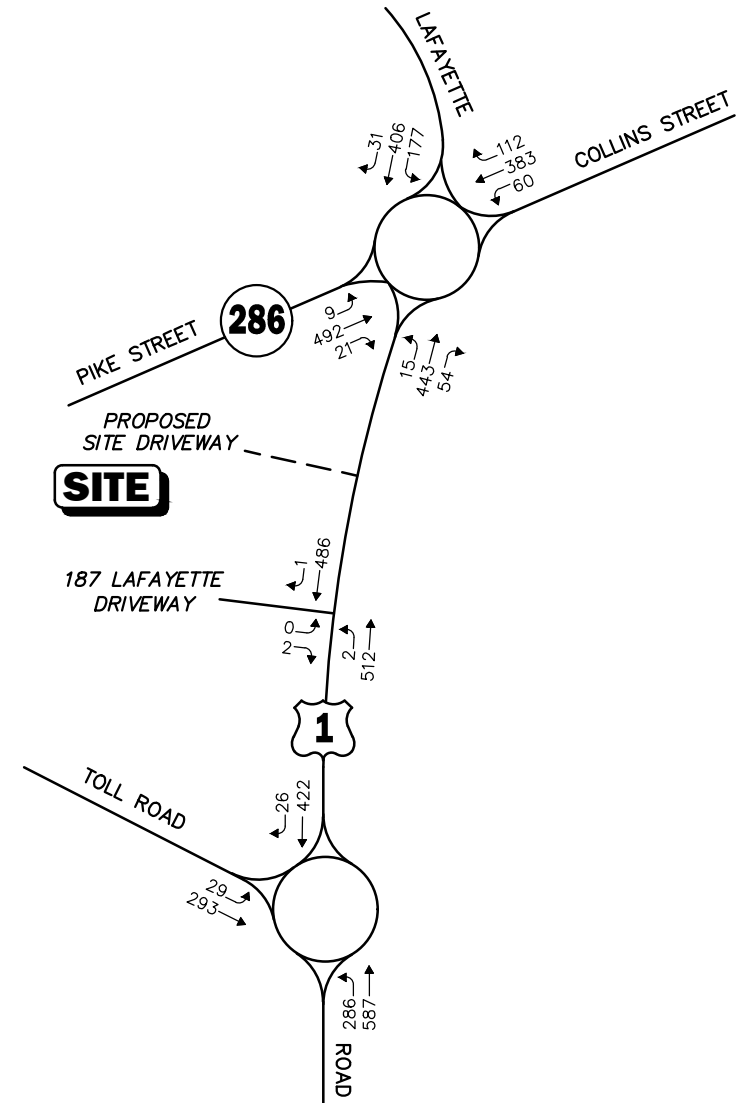 LAFAYETTE
COLLINS STREET
31
406
177
112
383
60
286
PIKE STREET
9
492
21
15
443
54
PROPOSED
SITE DRIVEWAY
SITE
1
486
187 LAFAYETTE
DRIVEWAY
0
2
2
512
1
TOLL ROAD
26
422
29
293
286
587
ROAD